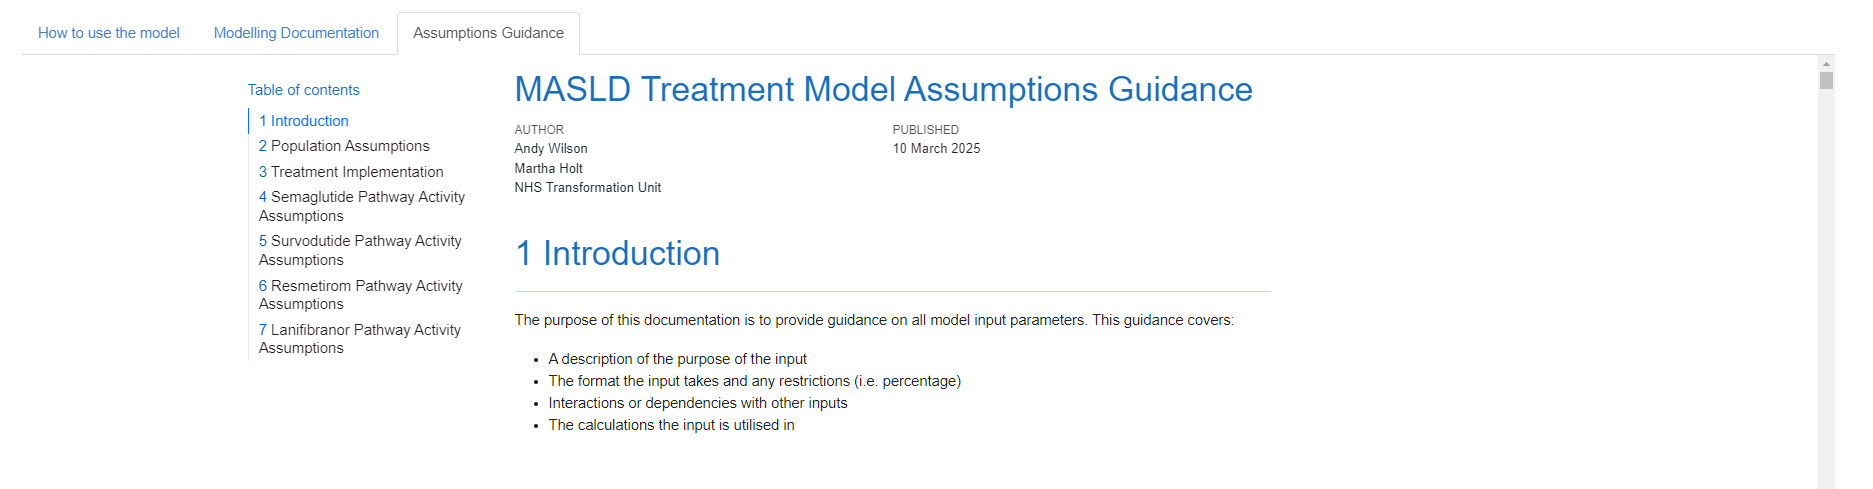 How to use the model
Modelling Documentation
Assumptions Guidance
Table of contents
1 Introduction
2 Population Assumptions
3 Treatment Implementation
4 Semaglutide Pathway Activity
Assumptions
5 Survodutide Pathway Activity
Assumptions
6 Resmetirom Pathway Activity
Assumptions
7 Lanifibranor Pathway Activity
Assumptions
MASLD Treatment Model Assumptions Guidance
AUTHOR
Andy Wilson
Martha Holt
NHS Transformation Unit
PUBLISHED
10 March 2025
1 Introduction
The purpose of this documentation is to provide guidance on all model input parameters. This guidance covers:
• A description of the purpose of the input
• The format the input takes and any restrictions (i.e. percentage)
• Interactions or dependencies with other inputs
• The calculations the input is utilised in